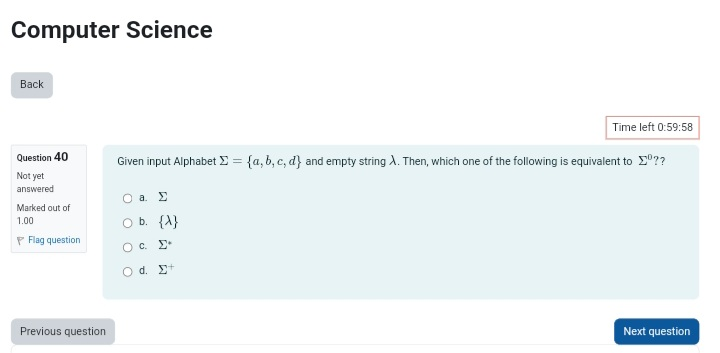 Computer Science
Back
Time left 0:59:58
Question 40
Not yet
answered
Marked out of
1.00
Flag question
Given input Alphabet Σ = {a, b, c, d} and empty string λ. Then, which one of the following is equivalent to Σ⁰??
a. Σ
b. {λ}
c. Σ*
d. Σ⁺
Previous question
Next question